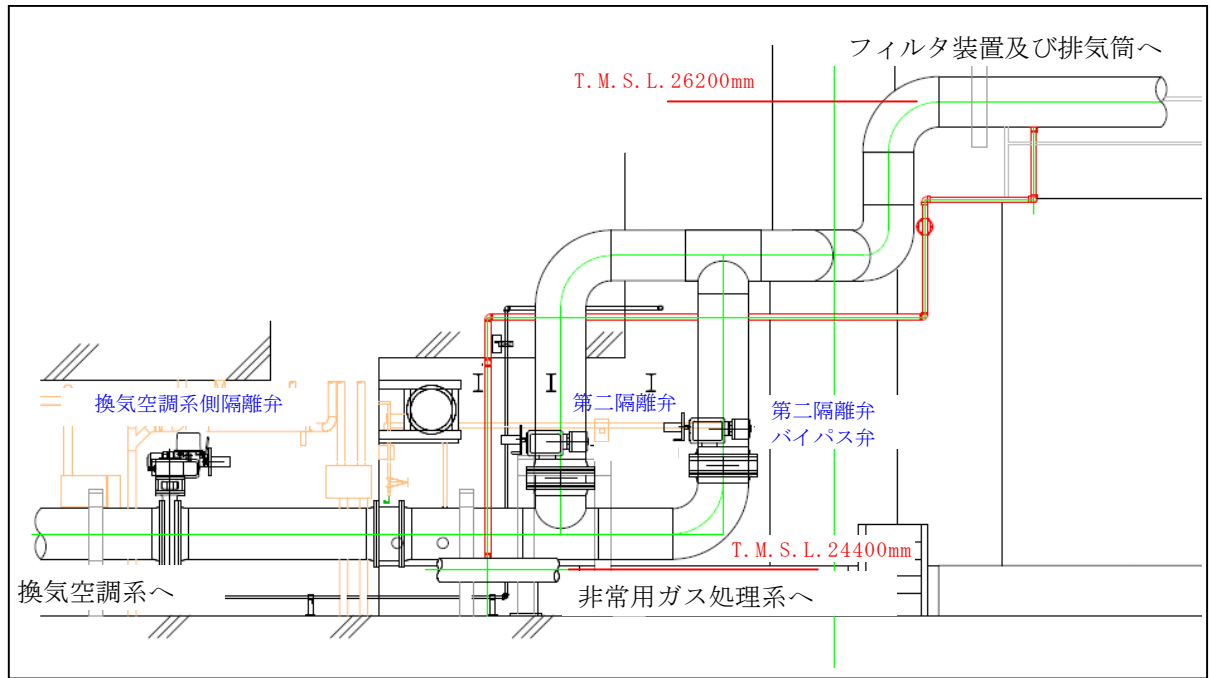 フィルタ装置及び排気筒へ
T.M.S.L.26200mm
換気空調系側隔離弁
第二隔離弁
第二隔離弁
バイパス弁
T.M.S.L.24400mm
換気空調系へ
非常用ガス処理系へ